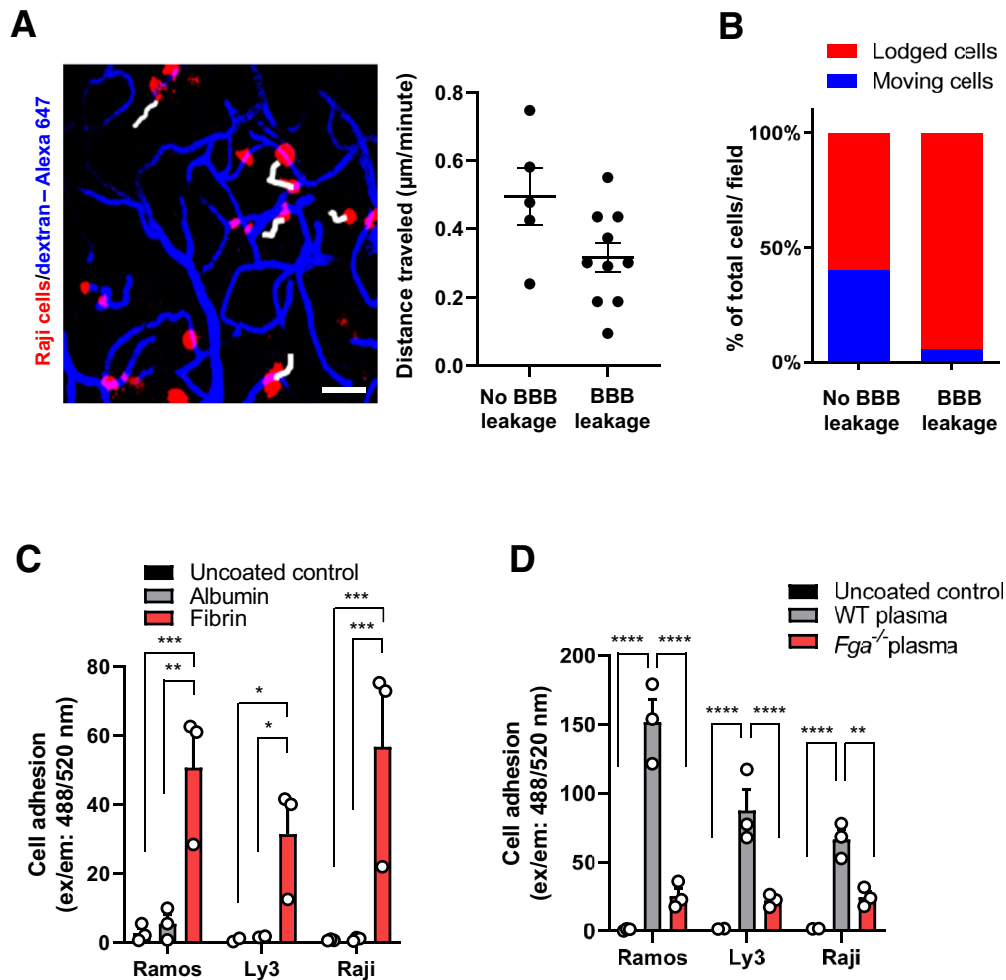 A
Raji cells/dextran–Alexa 647
Distance traveled (µm/minute)
0.8
0.6
0.4
0.2
0.0
No BBB
leakage
BBB
leakage
B
Lodged cells
Moving cells
% of total cells/ field
100%
50%
0%
No BBB
leakage
BBB
leakage
C
Uncoated control
Albumin
Fibrin
Cell adhesion
(ex/em: 488/520 nm)
80
60
40
20
0
***
**
*
*
***
***
Ramos
Ly3
Raji
D
Uncoated control
WT plasma
Fga-/- plasma
Cell adhesion
(ex/em: 488/520 nm)
200
150
100
50
0
**** ****
**** ****
**** **
Ramos
Ly3
Raji